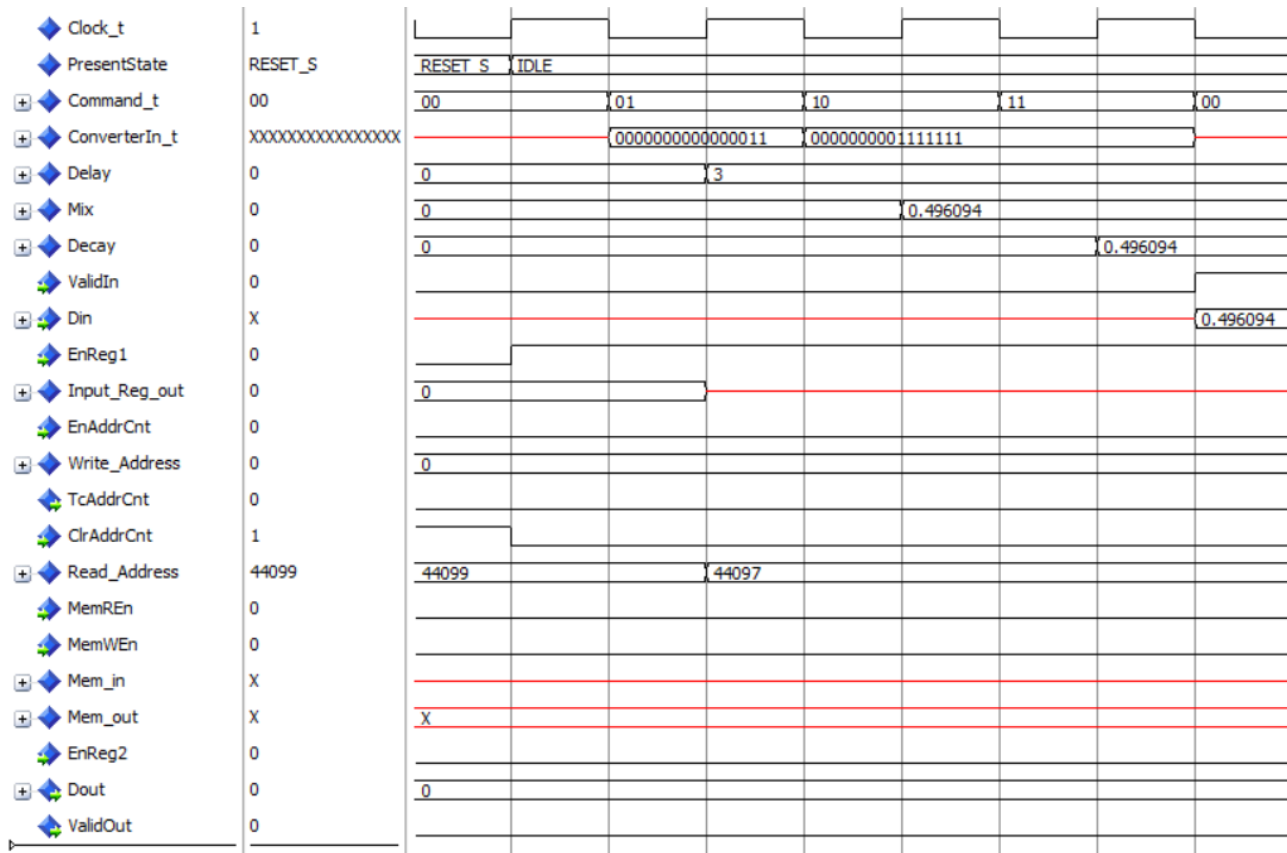 Clock_t 1
PresentState RESET_S RESET S IDLE
Command_t 00 00 01 10 11 00
ConverterIn_t XXXXXXXXXXXXXXXX 0000000000000011 0000000001111111
Delay 0 0 3
Mix 0 0 0.496094
Decay 0 0 0.496094
ValidIn 0
Din X 0.496094
EnReg1 0
Input_Reg_out 0 0
EnAddrCnt 0
Write_Address 0 0
TcAddrCnt 0
ClrAddrCnt 1
Read_Address 44099 44099 44097
MemREn 0
MemWEn 0
Mem_in X
Mem_out X X
EnReg2 0
Dout 0 0
ValidOut 0